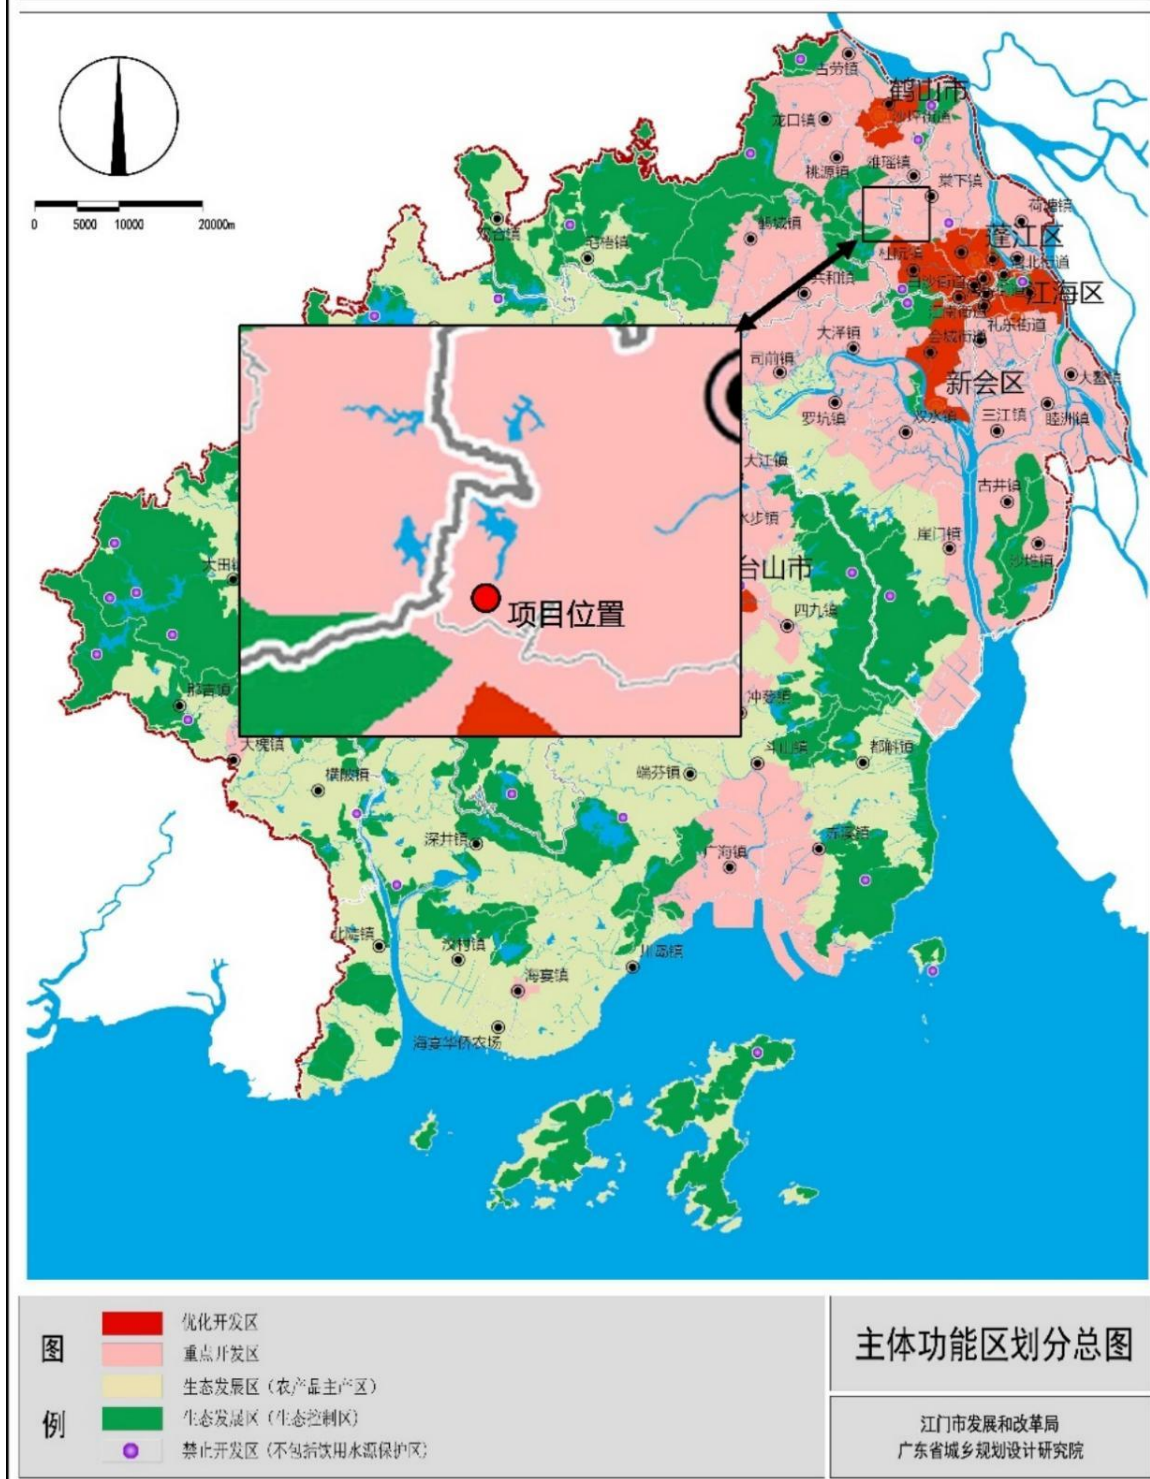 古劳镇
鹤山市
沙坪街道
龙口镇
桃源镇
雅瑶镇
棠下镇
荷塘镇
0 5000 10000 20000m
双合镇
宅梧镇
鹤城镇
杜阮镇
蓬江区
共和镇
白沙街道
江海区
江南街道
礼乐街道
大泽镇
会城街道
司前镇
新会区
大鳌镇
罗坑镇
双水镇
三江镇
睦洲镇
大江镇
古井镇
水步镇
崖门镇
沙堆镇
大田镇
台山市
四九镇
项目位置
那吉镇
冲蒌镇
大槐镇
横陂镇
端芬镇
斗山镇
都斛镇
深井镇
广海镇
赤溪镇
北陡镇
汶村镇
川岛镇
海宴镇
海宴华侨农场
图例
优化开发区
重点开发区
生态发展区（农产品主产区）
生态发展区（生态控制区）
禁止开发区（不包括饮用水源保护区）
主体功能区划分总图
江门市发展和改革局
广东省城乡规划设计研究院